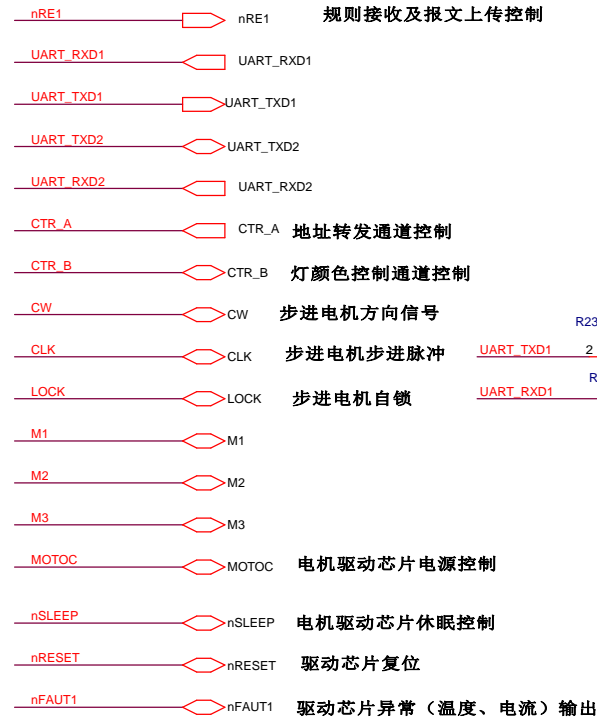 nRE1 nRE1 规则接收及报文上传控制
UART_RXD1 UART_RXD1
UART_TXD1 UART_TXD1
UART_TXD2 UART_TXD2
UART_RXD2 UART_RXD2
CTR_A CTR_A 地址转发通道控制
CTR_B CTR_B 灯颜色控制通道控制
CW CW 步进电机方向信号
R23
CLK CLK 步进电机步进脉冲 UART_TXD1 2
R
LOCK LOCK 步进电机自锁 UART_RXD1
M1 M1
M2 M2
M3 M3
MOTOC MOTOC 电机驱动芯片电源控制
nSLEEP nSLEEP 电机驱动芯片休眠控制
nRESET nRESET 驱动芯片复位
nFAUT1 nFAUT1 驱动芯片异常（温度、电流）输出